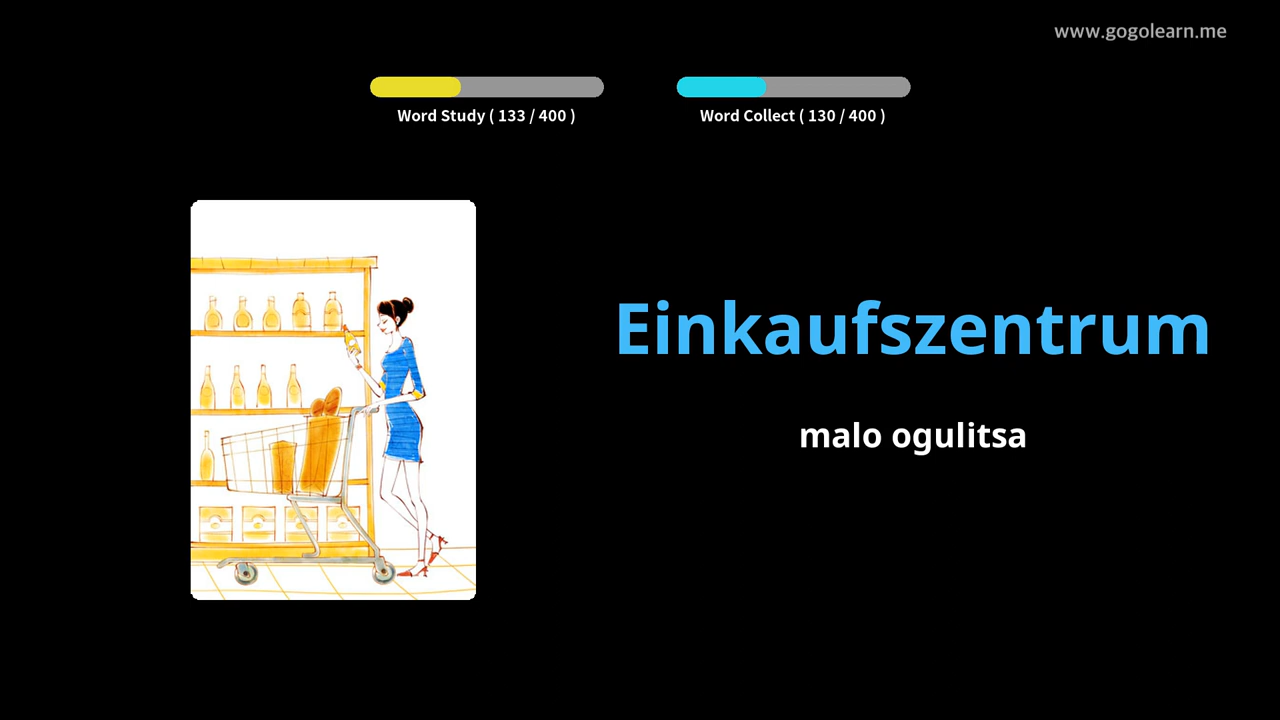 www.gogolearn.me
Word Study ( 133 / 400 )
Word Collect ( 130 / 400 )
Einkaufszentrum
malo ogulitsa